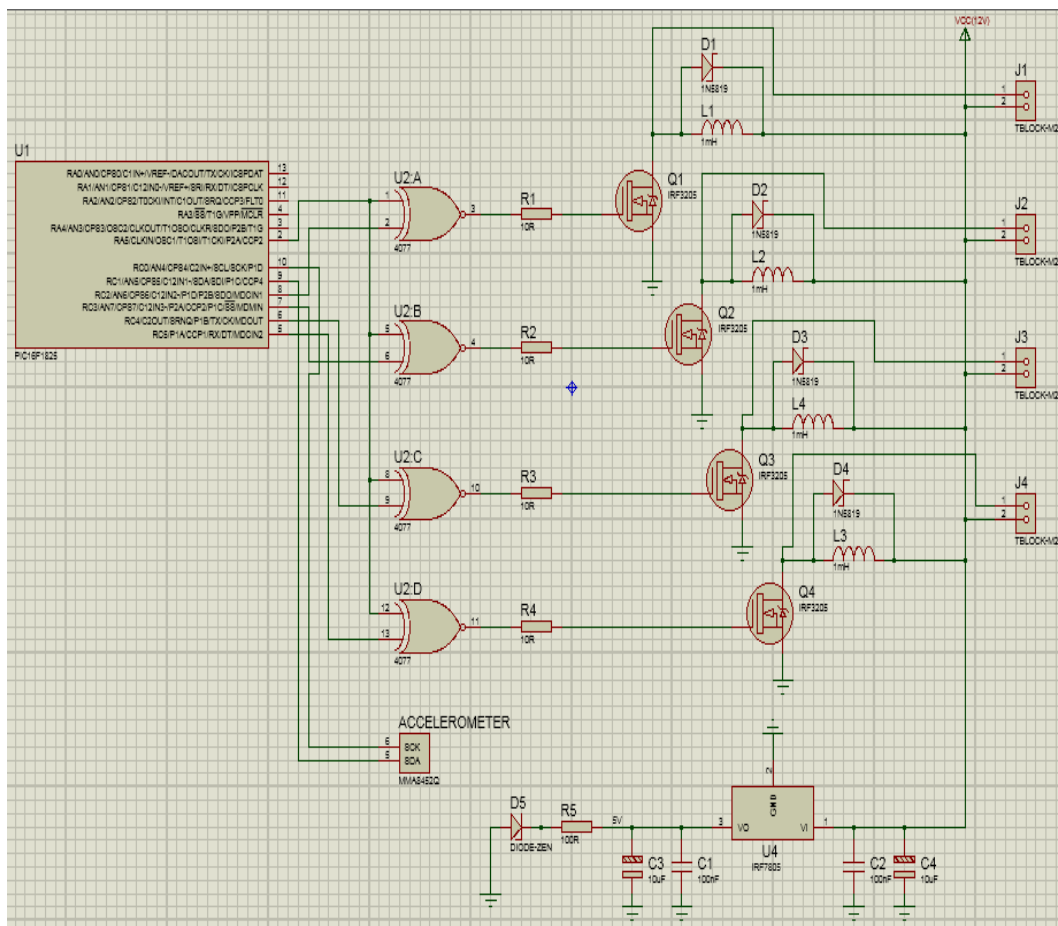 VCC(12V)
D1
1N5819
L1
1mH
J1
1
2
TBLOCK-M2
U1
RA0/AN0/CPS0/C1IN+/VREF-/DACOUT/TX/CK/ICSPDAT
13
RA1/AN1/CPS1/C12IN0-/VREF+/SRI/RX/DT/ICSPCLK
12
RA2/AN2/CPS2/T0CKI/INT/C1OUT/SRQ/CCP3/FLT0
11
RA3/SS/T1G/VPP/MCLR
4
RA4/AN3/CPS3/OSC2/CLKOUT/T1OSO/CLKR/SDO/P2B/T1G
3
RA5/CLKIN/OSC1/T1OSI/T1CKI/P2A/CCP2
2
RC0/AN4/CPS4/C2IN+/SCL/SCK/P1D
10
RC1/AN5/CPS5/C12IN1-/SDA/SDI/P1C/CCP4
9
RC2/AN6/CPS6/C12IN2-/P1D/P2B/SDO/MDCIN1
8
RC3/AN7/CPS7/C12IN3-/P2A/CCP2/P1C/SS/MDMIN
7
RC4/C2OUT/SRNQ/P1B/TX/CK/MDOUT
6
RC5/P1A/CCP1/RX/DT/MDCIN2
5
PIC16F1825
U2:A
1
2
3
4077
R1
10R
Q1
IRF3205
D2
1N5819
L2
1mH
J2
1
2
TBLOCK-M2
U2:B
5
6
4
4077
R2
10R
Q2
IRF3205
D3
1N5819
L4
1mH
J3
1
2
TBLOCK-M2
U2:C
8
9
10
4077
R3
10R
Q3
IRF3205
D4
1N5819
L3
1mH
J4
1
2
TBLOCK-M2
U2:D
12
13
11
4077
R4
10R
Q4
IRF3205
ACCELEROMETER
6
SCK
5
SDA
MMA8452Q
D5
DIODE-ZEN
R5
100R
5V
C3
10uF
C1
100nF
2
GND
3
VO
VI
1
U4
IRF7805
C2
100nF
C4
10uF